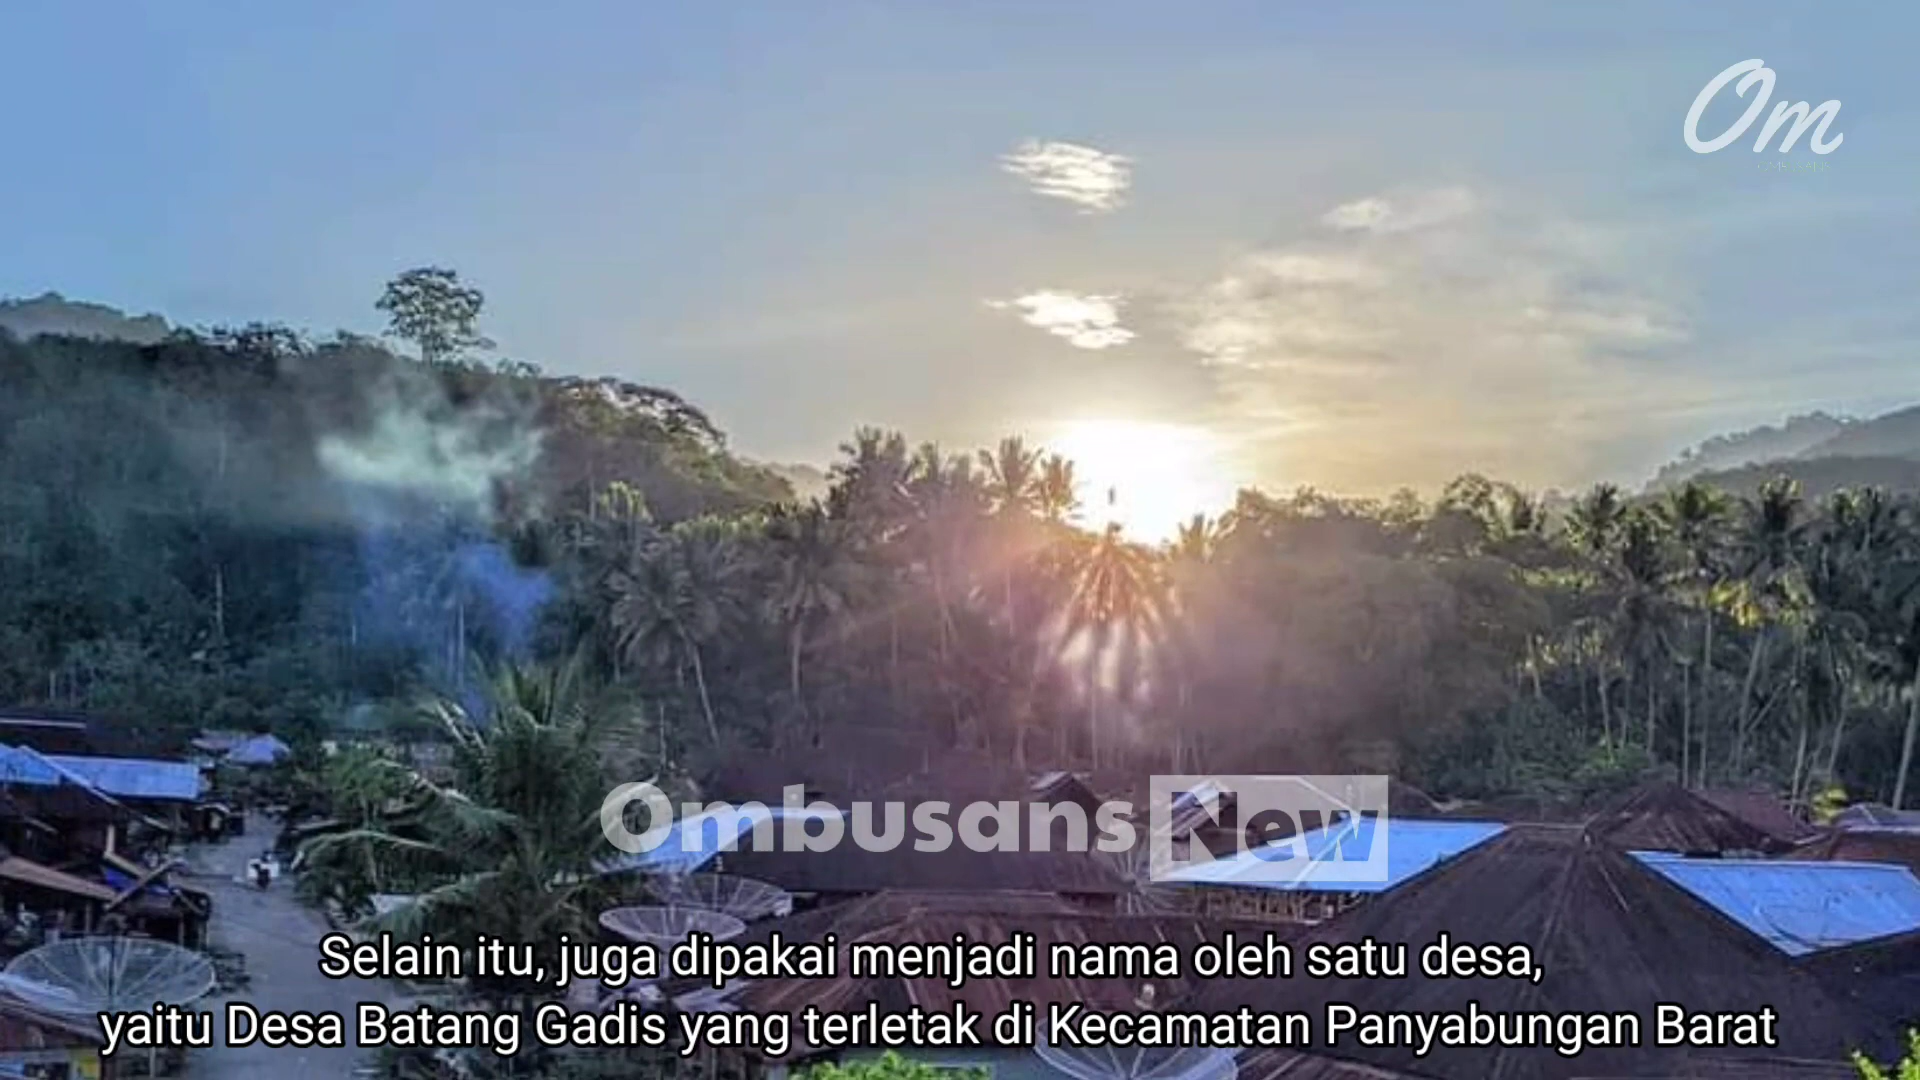 Om
Ombusans New
Selain itu, juga dipakai menjadi nama oleh satu desa,
yaitu Desa Batang Gadis yang terletak di Kecamatan Panyabungan Barat